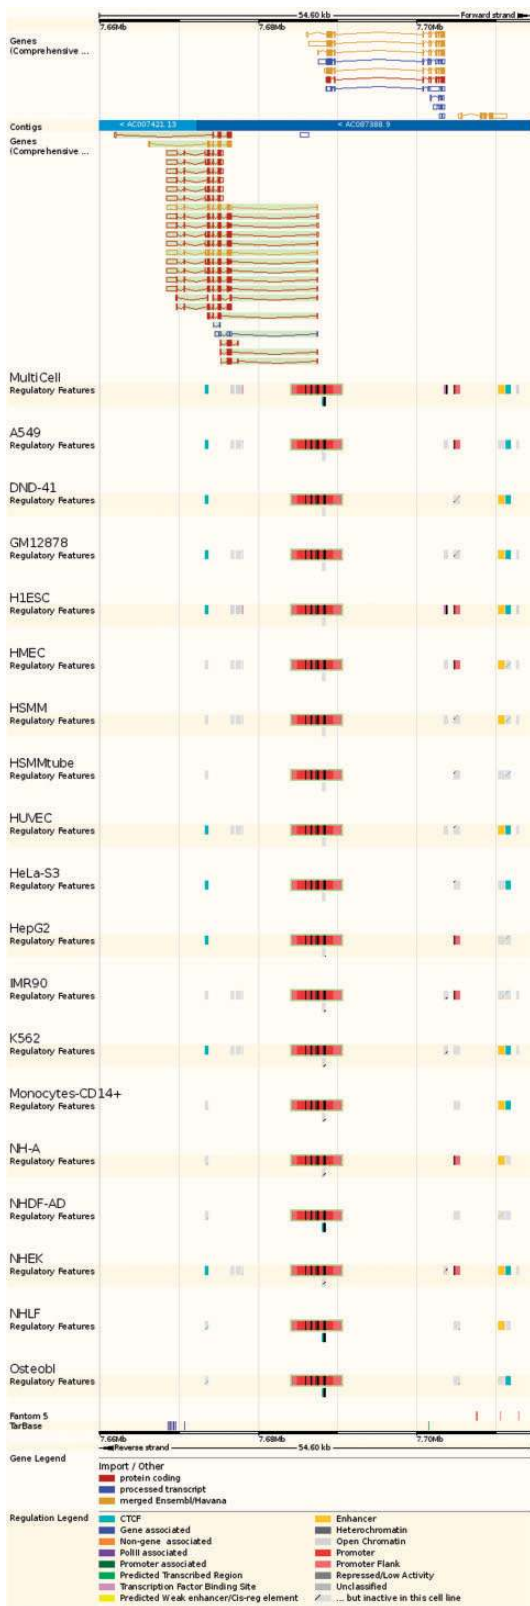 54.60 kb Forward strand
7.66Mb 7.68Mb 7.70Mb
Genes
(Comprehensive ...
Contigs
< AC007421.13 < AC087388.9
Genes
(Comprehensive ...
MultiCell
Regulatory Features
A549
Regulatory Features
DND-41
Regulatory Features
GM12878
Regulatory Features
H1ESC
Regulatory Features
HMEC
Regulatory Features
HSMM
Regulatory Features
HSMMtube
Regulatory Features
HUVEC
Regulatory Features
HeLa-S3
Regulatory Features
HepG2
Regulatory Features
IMR90
Regulatory Features
K562
Regulatory Features
Monocytes-CD14+
Regulatory Features
NH-A
Regulatory Features
NHDF-AD
Regulatory Features
NHEK
Regulatory Features
NHLF
Regulatory Features
Osteobl
Regulatory Features
Fantom 5
TarBase
7.66Mb 7.68Mb 7.70Mb
Reverse strand 54.60 kb
Gene Legend
Import / Other
protein coding
processed transcript
merged Ensembl/Havana
Regulation Legend
CTCF Enhancer
Gene associated Heterochromatin
Non-gene associated Open Chromatin
PolIII associated Promoter
Promoter associated Promoter Flank
Predicted Transcribed Region Repressed/Low Activity
Transcription Factor Binding Site Unclassified
Predicted Weak enhancer/Cis-reg element ... but inactive in this cell line